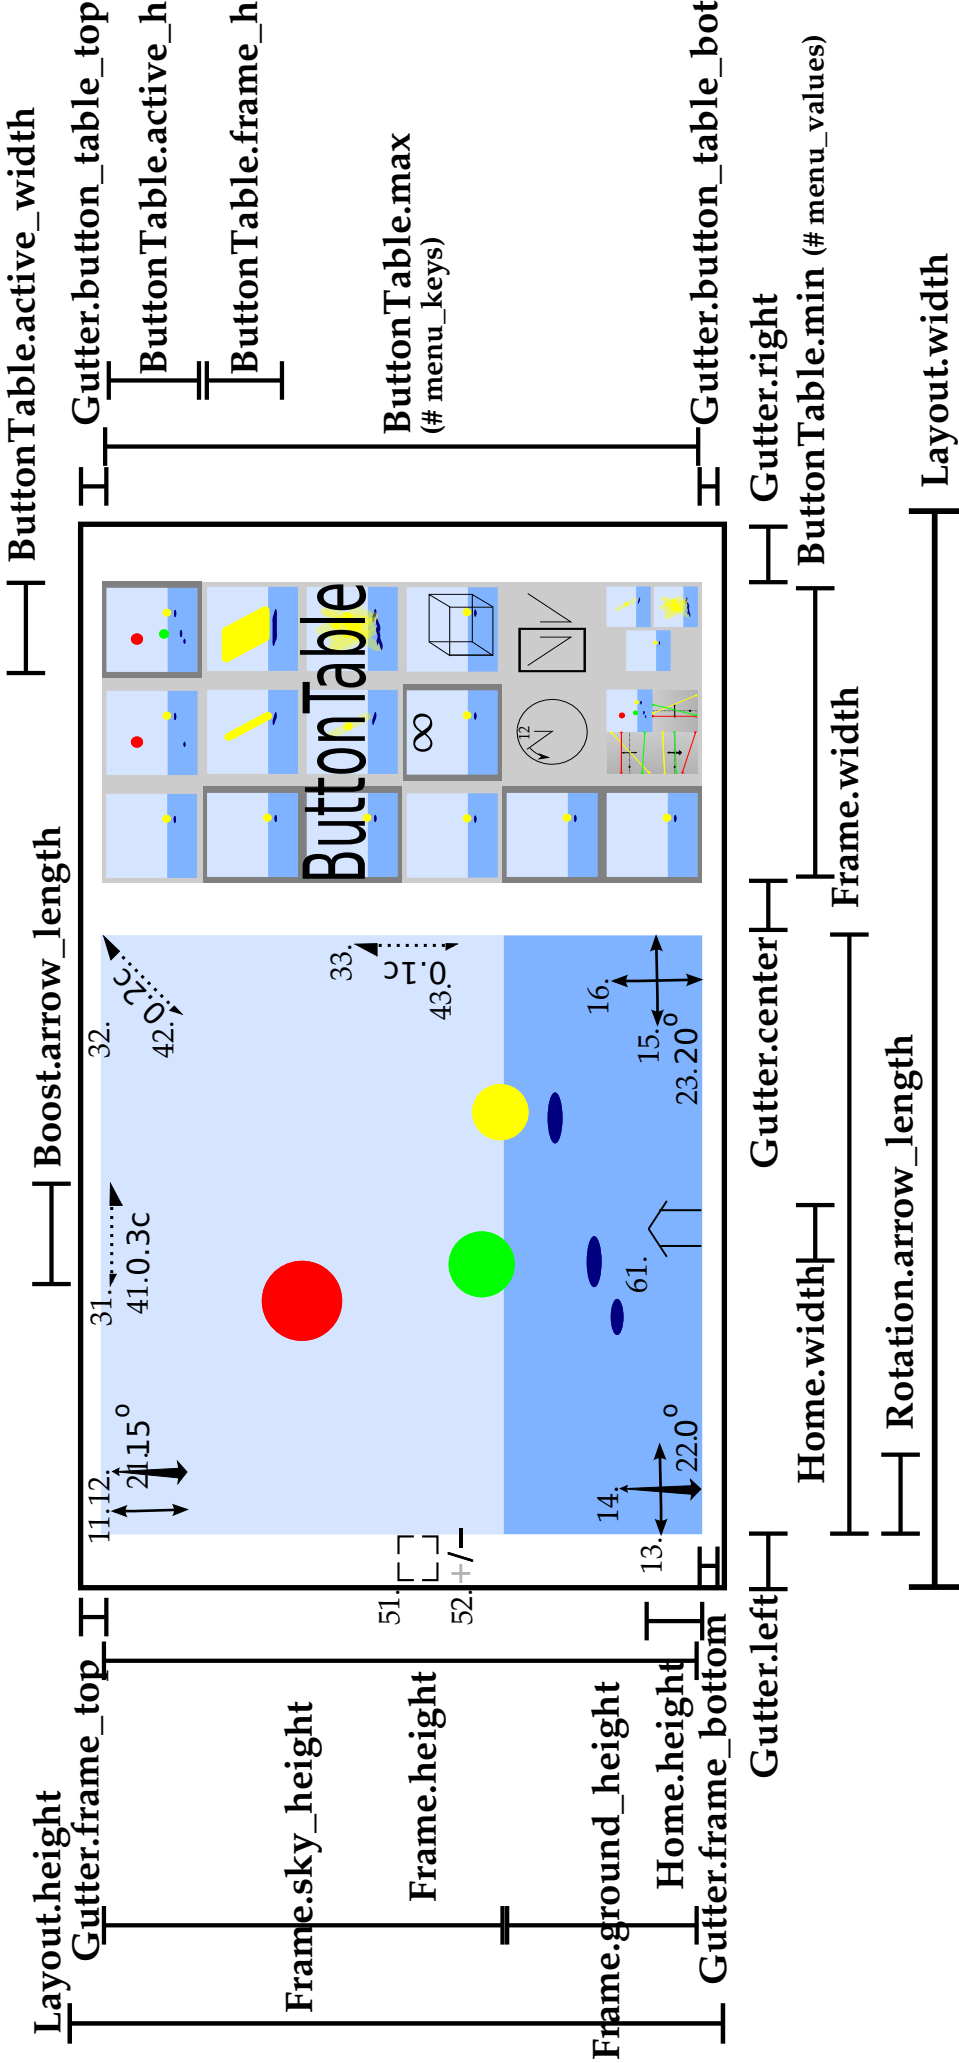 Layout.height
Gutter.frame_top
Frame.sky_height
Frame.height
Frame.ground_height
Home.height
Gutter.frame_bottom
Boost.arrow_length
ButtonTable.active_width
Gutter.button_table_top
ButtonTable.active_h
ButtonTable.frame_h
ButtonTable.max
(# menu_keys)
Gutter.button_table_bot
11.
12.
21.
15°
31.
41.
0.3c
32.
0.2c
42.
33.
0.1c
43.
51.
52.
+/-
61.
13.
14.
22.
0°
15.
16.
23.
20°
ButtonTable
∞
12
N
Gutter.left
Gutter.center
Gutter.right
Home.width
Frame.width
ButtonTable.min (# menu_values)
Rotation.arrow_length
Layout.width